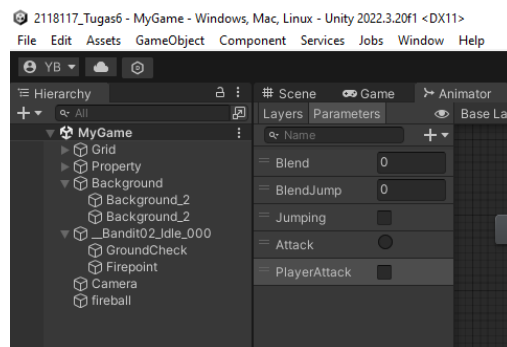 2118117_Tugas6 - MyGame - Windows, Mac, Linux - Unity 2022.3.20f1 <DX11>
File Edit Assets GameObject Component Services Jobs Window Help
YB
Hierarchy
All
MyGame
Grid
Property
Background
Background_2
Background_2
__Bandit02_Idle_000
GroundCheck
Firepoint
Camera
fireball
# Scene Game Animator
Layers Parameters Base La
Name
Blend 0
BlendJump 0
Jumping
Attack
PlayerAttack